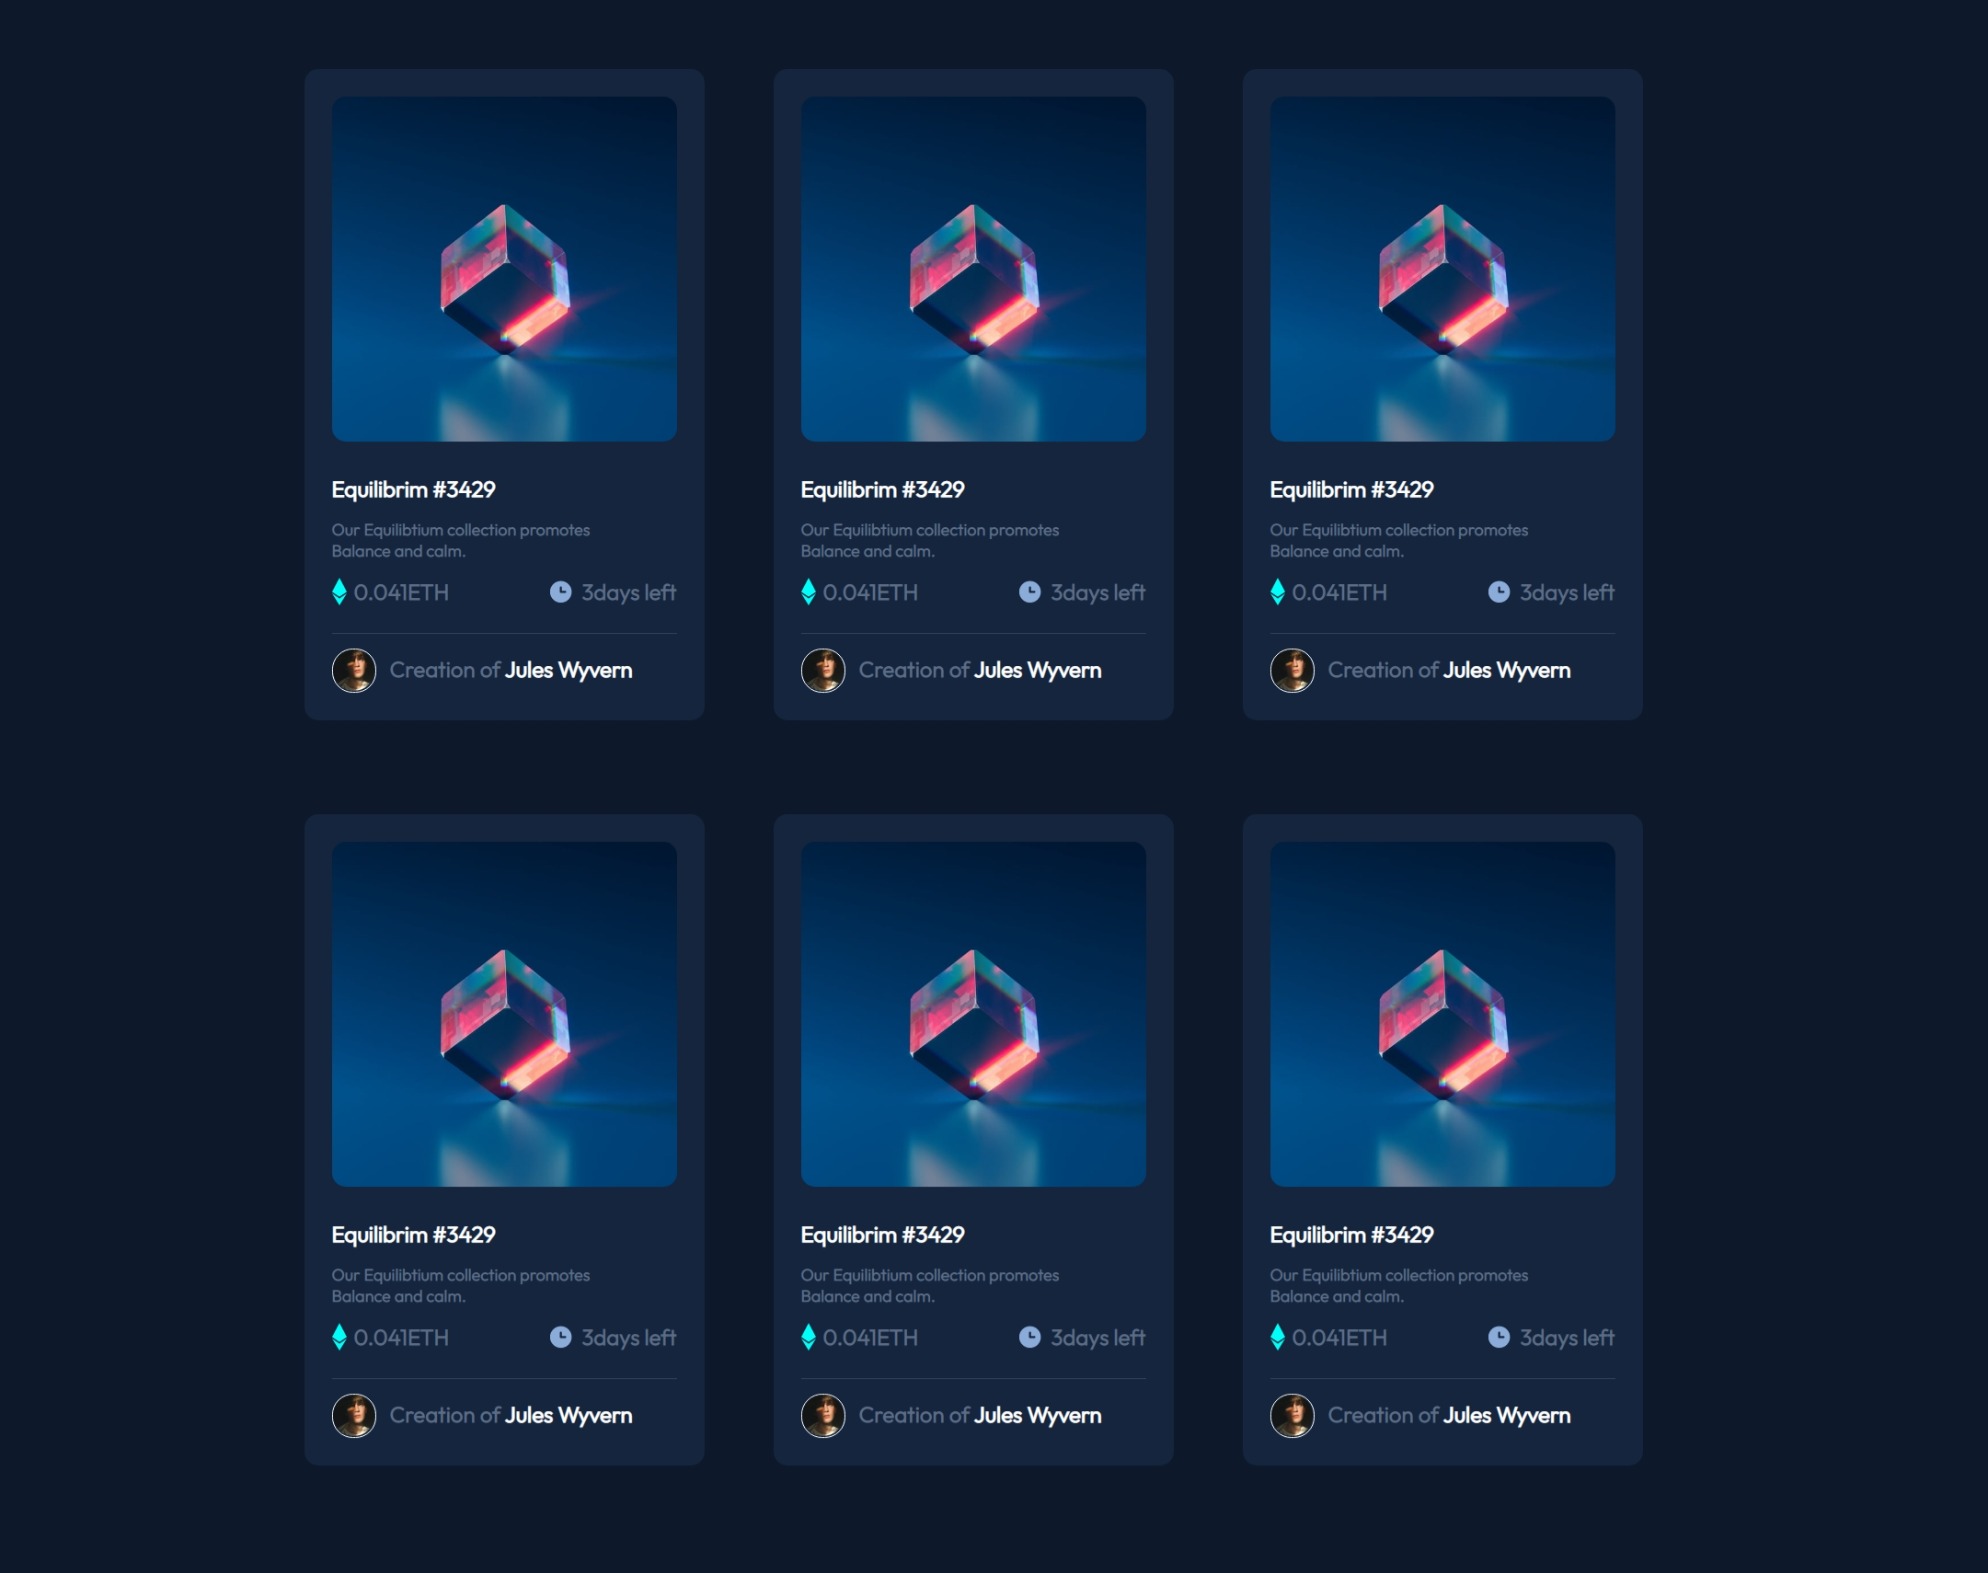 Equilibrim #3429
Our Equilibtium collection promotes
Balance and calm.
0.041ETH 3days left
Creation of Jules Wyvern
Equilibrim #3429
Our Equilibtium collection promotes
Balance and calm.
0.041ETH 3days left
Creation of Jules Wyvern
Equilibrim #3429
Our Equilibtium collection promotes
Balance and calm.
0.041ETH 3days left
Creation of Jules Wyvern
Equilibrim #3429
Our Equilibtium collection promotes
Balance and calm.
0.041ETH 3days left
Creation of Jules Wyvern
Equilibrim #3429
Our Equilibtium collection promotes
Balance and calm.
0.041ETH 3days left
Creation of Jules Wyvern
Equilibrim #3429
Our Equilibtium collection promotes
Balance and calm.
0.041ETH 3days left
Creation of Jules Wyvern